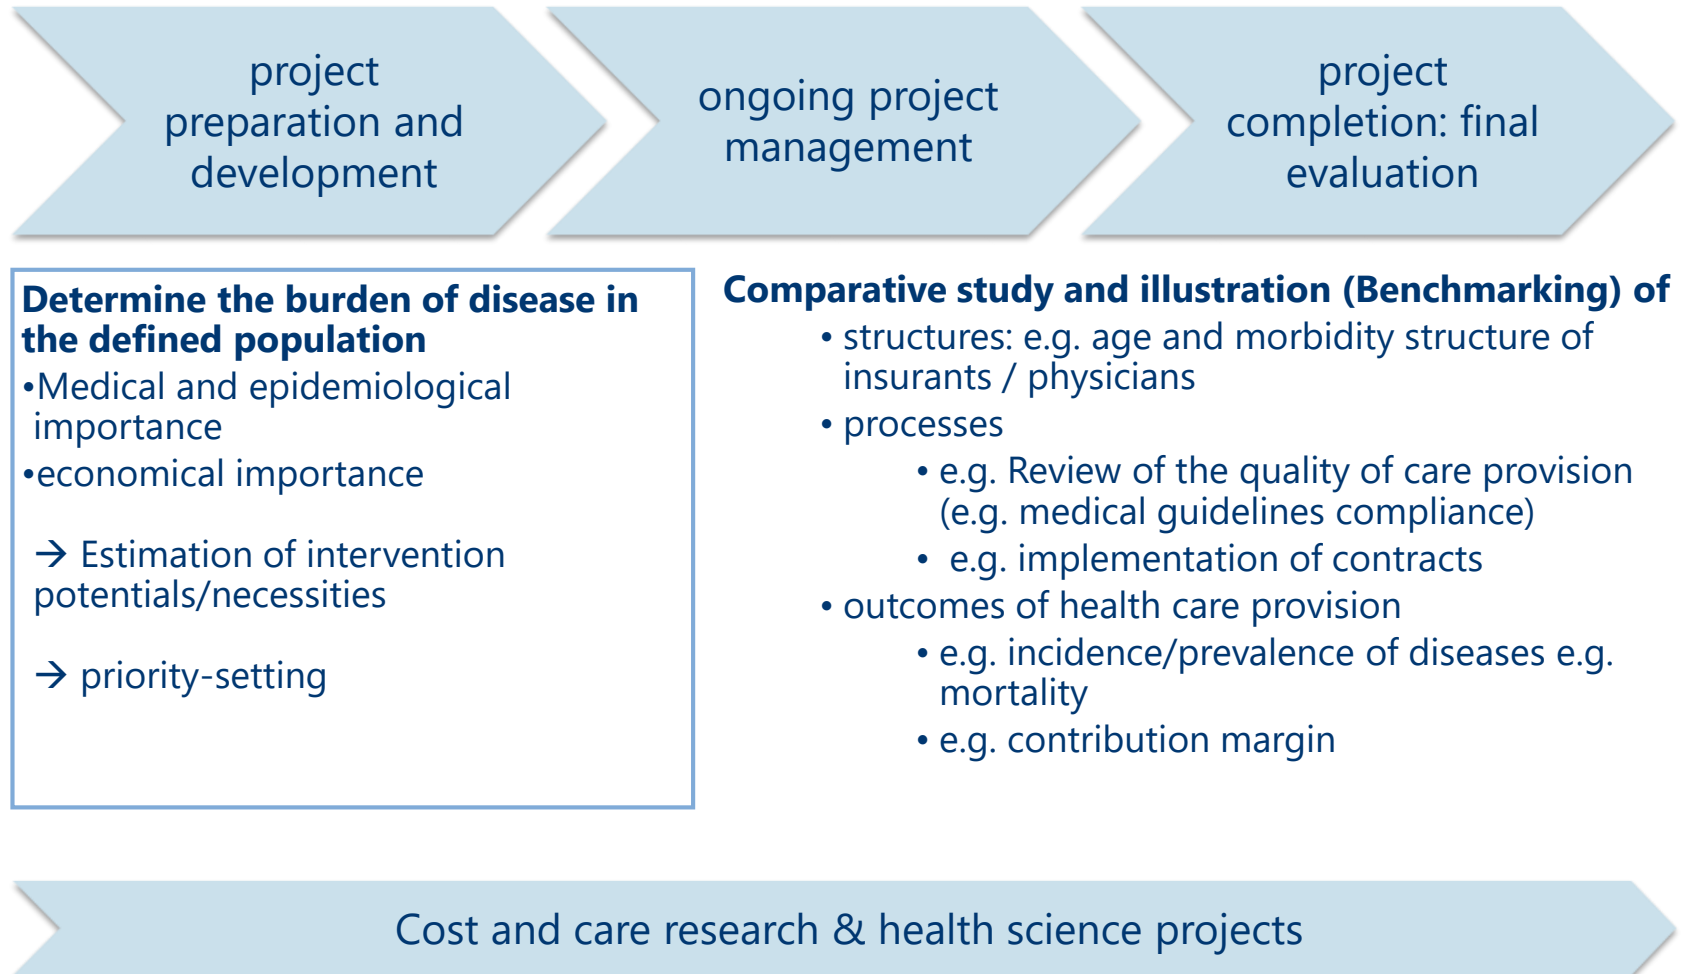 project
preparation and
development
ongoing project
management
project
completion: final
evaluation
Determine the burden of disease in
the defined population
•Medical and epidemiological
importance
•economical importance
→ Estimation of intervention
potentials/necessities
→ priority-setting
Comparative study and illustration (Benchmarking) of
• structures: e.g. age and morbidity structure of
insurants / physicians
• processes
• e.g. Review of the quality of care provision
(e.g. medical guidelines compliance)
• e.g. implementation of contracts
• outcomes of health care provision
• e.g. incidence/prevalence of diseases e.g.
mortality
• e.g. contribution margin
Cost and care research & health science projects